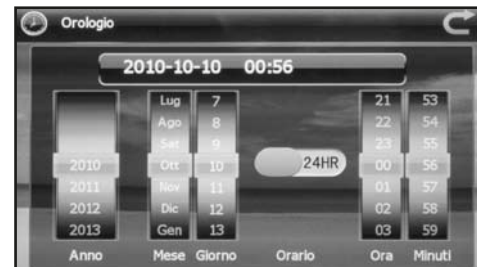 Orologio
2010-10-10 00:56
Lug 7 21 53
Ago 8 22 54
Set 9 23 55
2010 Ott 10 24HR 00 56
2011 Nov 11 01 57
2012 Dic 12 02 58
2013 Gen 13 03 59
Anno Mese Giorno Orario Ora Minuti